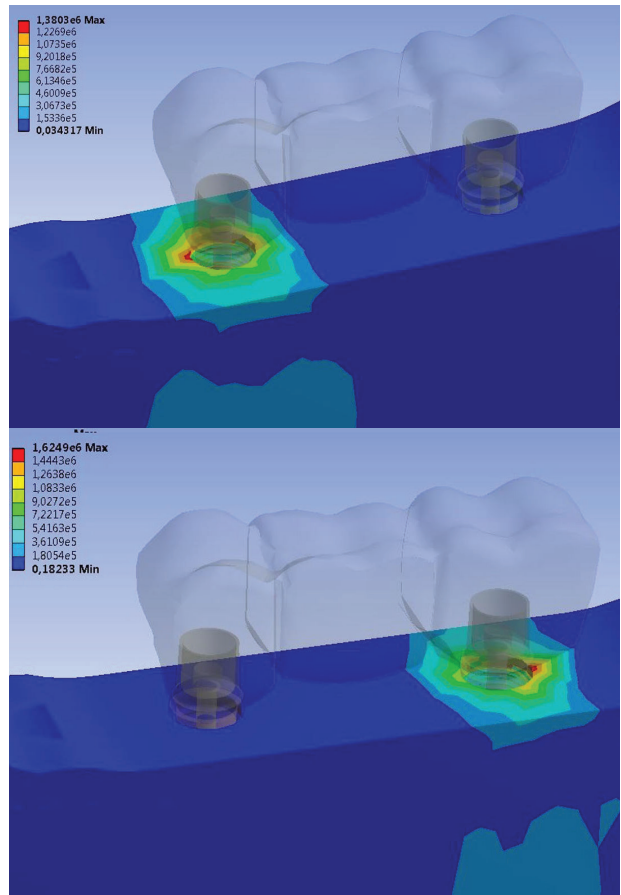 1,3803e6 Max
1,2269e6
1,0735e6
9,2018e5
7,6682e5
6,1346e5
4,6009e5
3,0673e5
1,5336e5
0,034317 Min
1,6249e6 Max
1,4443e6
1,2638e6
1,0833e6
9,0272e5
7,2217e5
5,4163e5
3,6109e5
1,8054e5
0,18233 Min